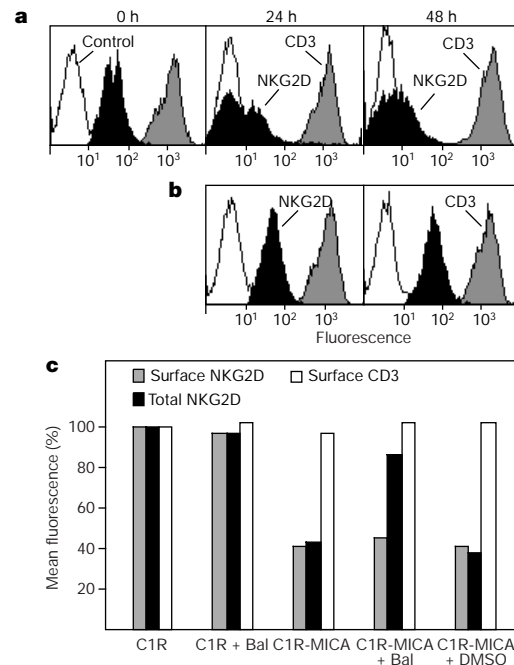 a
0 h 24 h 48 h
Control
CD3
NKG2D
CD3
NKG2D
10¹ 10² 10³ 10¹ 10² 10³ 10¹ 10² 10³
b
NKG2D
CD3
10¹ 10² 10³ 10¹ 10² 10³
Fluorescence
c
Surface NKG2D Surface CD3
Total NKG2D
Mean fluorescence (%)
100
80
60
40
20
C1R C1R + Bal C1R-MICA C1R-MICA C1R-MICA
+ Bal + DMSO